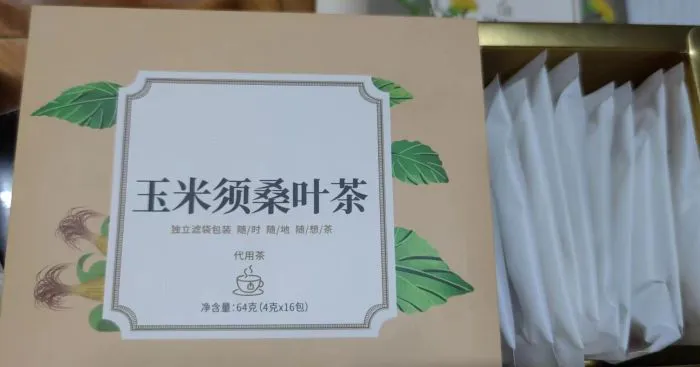 玉米须桑叶茶
独立滤袋包装 随/时 随/地 随/想/茶
代用茶
净含量：64克(4克x16包)